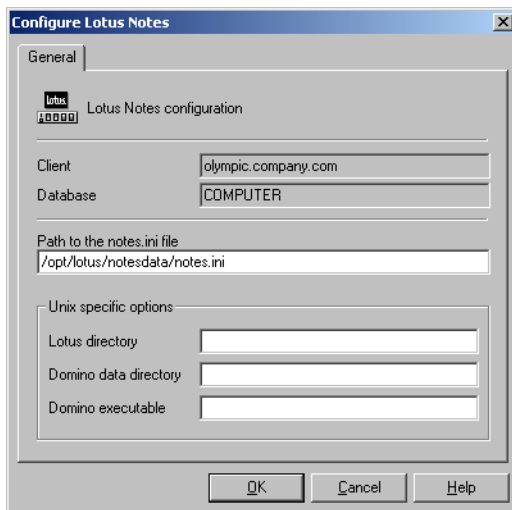 Configure Lotus Notes
General
Lotus
Lotus Notes configuration
Client olympic.company.com
Database COMPUTER
Path to the notes.ini file
/opt/lotus/notesdata/notes.ini
Unix specific options
Lotus directory
Domino data directory
Domino executable
OK Cancel Help